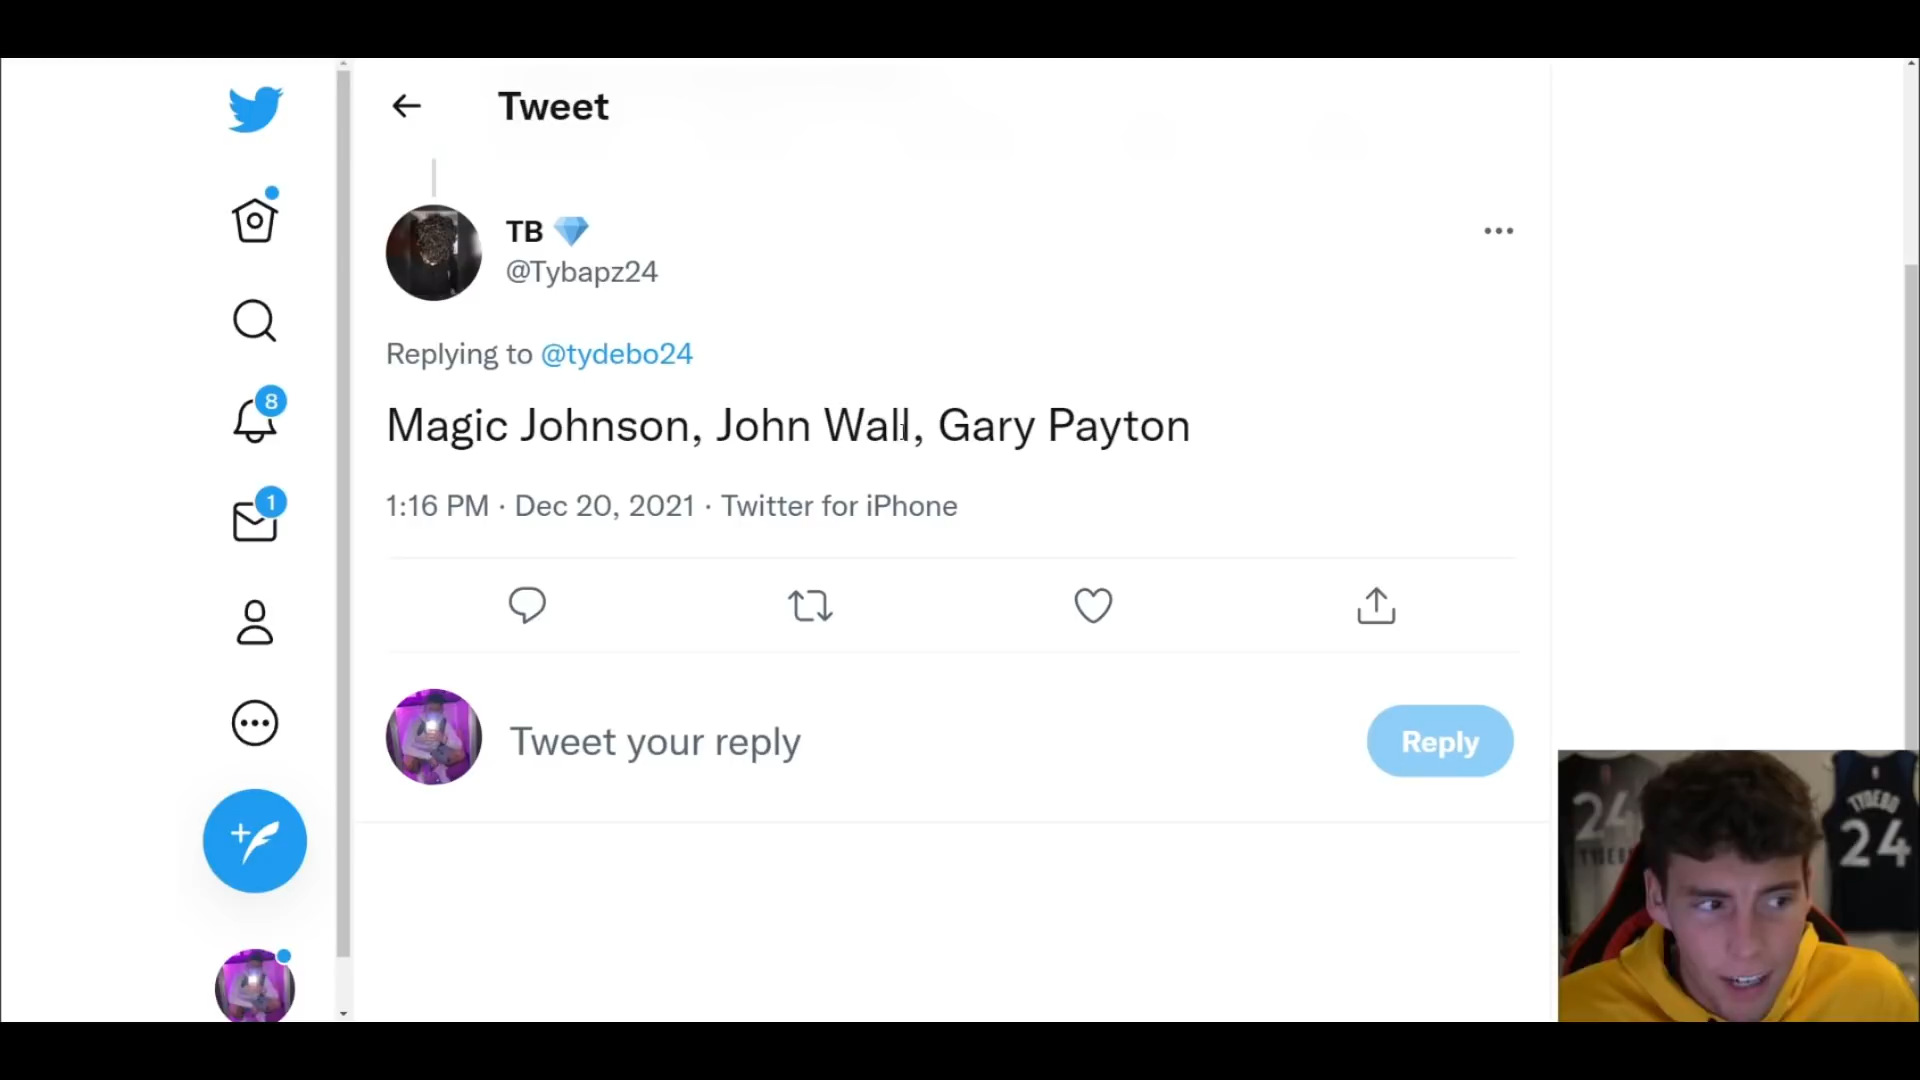 Tweet
TB
@Tybapz24
Replying to @tydebo24
8
Magic Johnson, John Wall, Gary Payton
1
1:16 PM · Dec 20, 2021 · Twitter for iPhone
Tweet your reply
Reply
24
TYDEBO
24